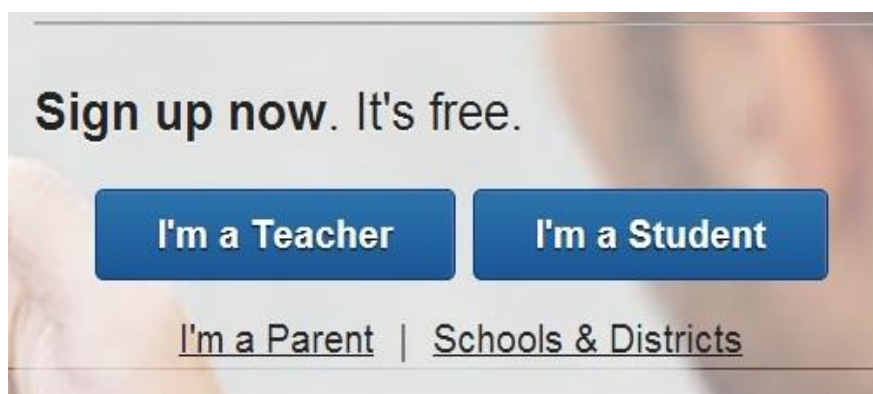 Sign up now. It's free.
I'm a Teacher I'm a Student
I'm a Parent | Schools & Districts